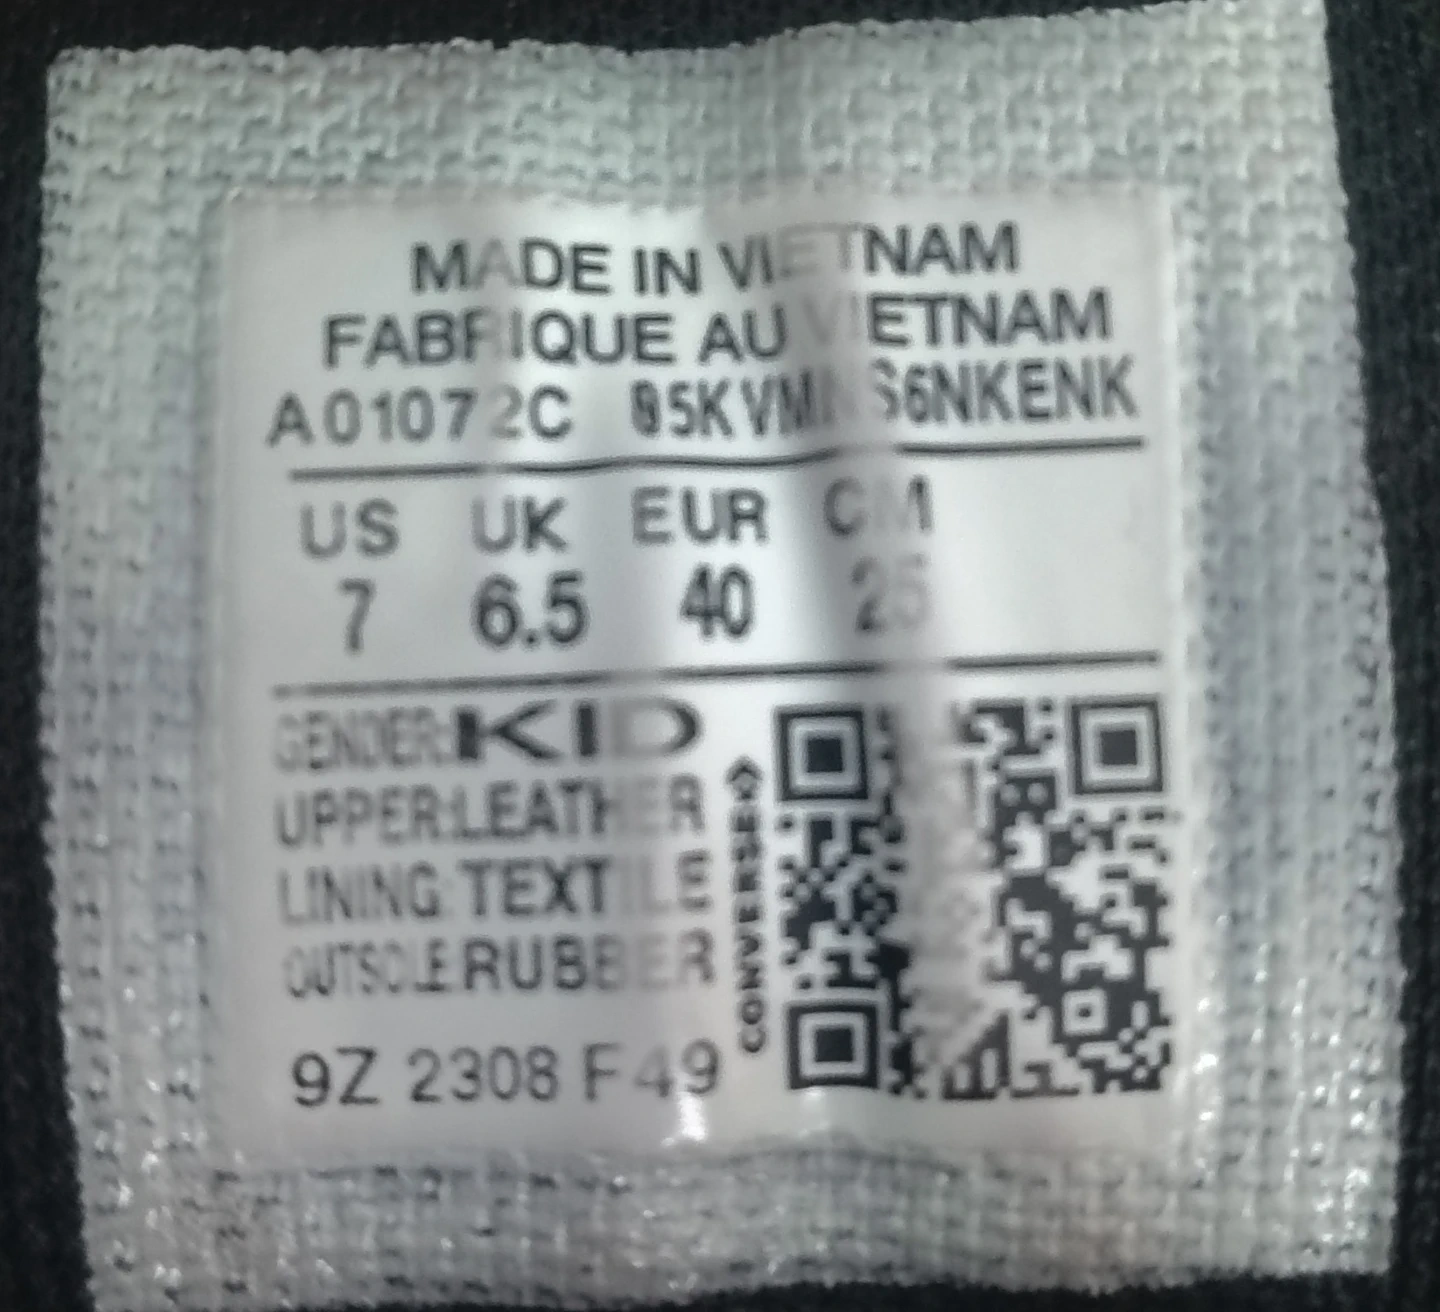 MADE IN VIETNAM
FABRIQUE AU VIETNAM
A01072C
US UK EUR CM
7 6.5 40 25
GENDER:KID
UPPER:LEATHER
LINING:TEXTILE
OUTSOLE:RUBBER
9Z 2308 F49
CONVERSE